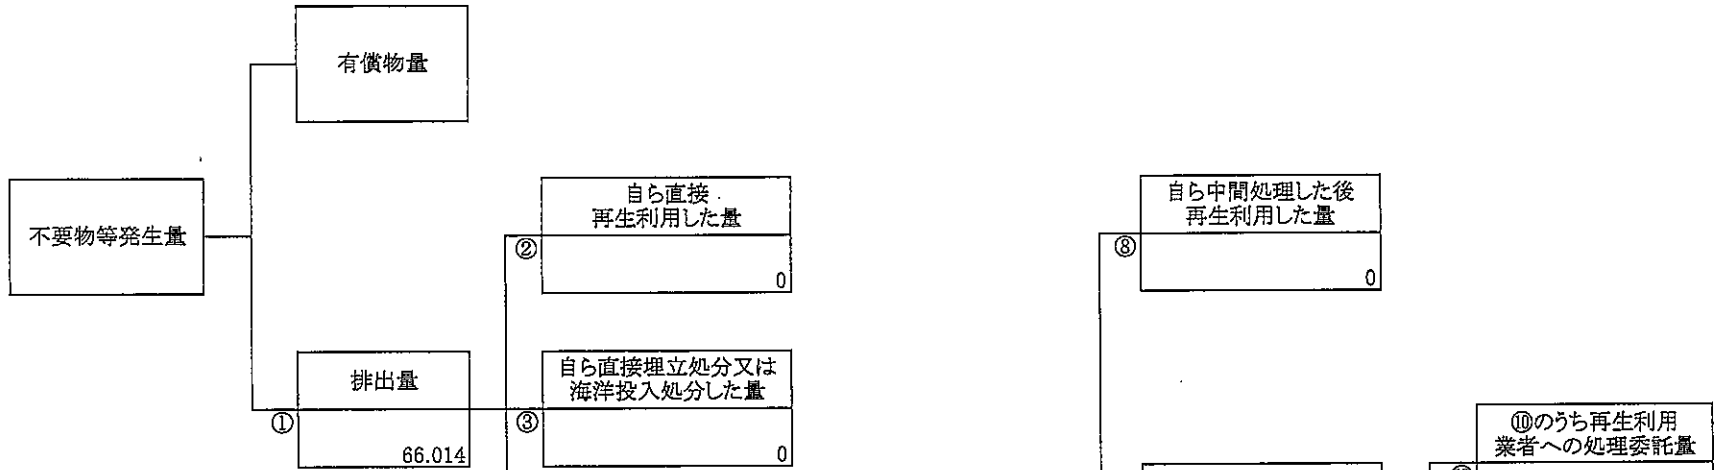 有償物量
不要物等発生量
自ら直接
再生利用した量
②
0
自ら中間処理した後
再生利用した量
⑧
0
排出量
①
66.014
自ら直接埋立処分又は
海洋投入処分した量
③
0
⑩のうち再生利用
業者への処理委託量